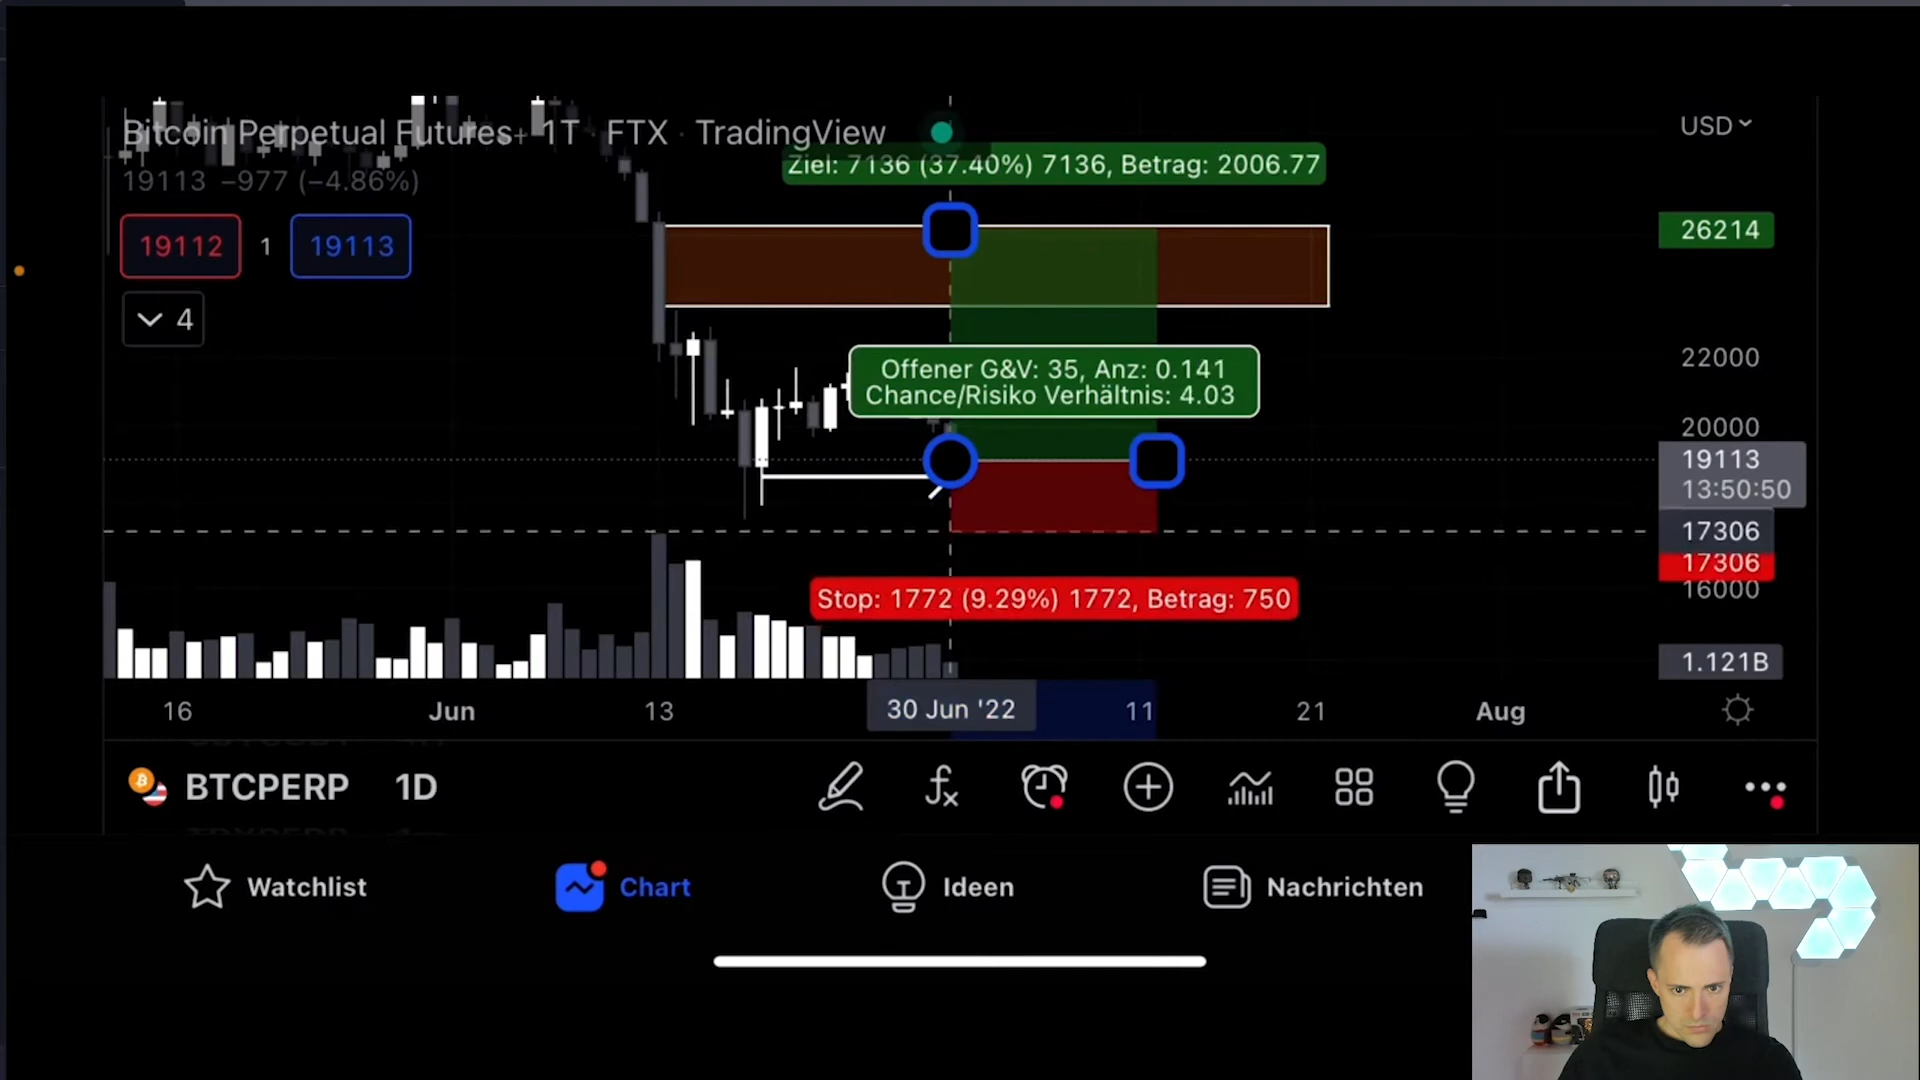 Bitcoin Perpetual Futures · 1T · FTX · TradingView
USD
Ziel: 7136 (37.40%) 7136, Betrag: 2006.77
19113 −977 (−4.86%)
19112 1 19113
26214
4
22000
Offener G&V: 35, Anz: 0.141
Chance/Risiko Verhältnis: 4.03
20000
19113
13:50:50
17306
17306
16000
Stop: 1772 (9.29%) 1772, Betrag: 750
1.121B
16 Jun 13 30 Jun '22 11 21 Aug
BTCPERP 1D
Watchlist Chart Ideen Nachrichten